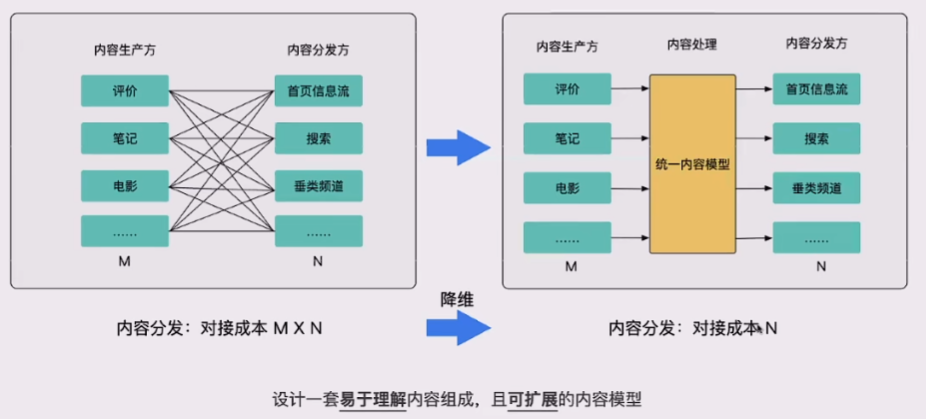 内容生产方
内容分发方
评价
首页信息流
笔记
搜索
电影
垂类频道
......
......
M
N
内容分发：对接成本 M X N
降维
内容生产方
内容处理
内容分发方
评价
首页信息流
笔记
搜索
统一内容模型
电影
垂类频道
......
......
M
N
内容分发：对接成本 N
设计一套易于理解内容组成，且可扩展的内容模型